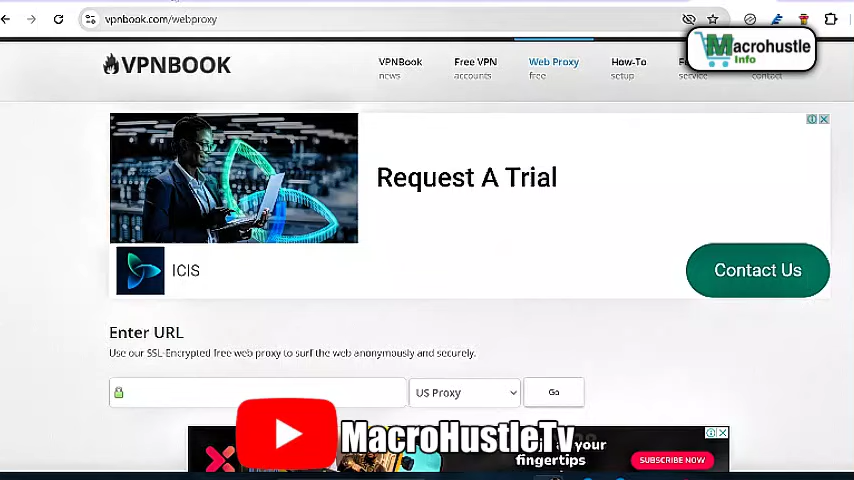 vpnbook.com/webproxy
Macrohustle
Info
VPNBOOK
VPNBook
news
Free VPN
accounts
Web Proxy
free
How-To
setup
service
contact
Request A Trial
ICIS
Contact Us
Enter URL
Use our SSL-Encrypted free web proxy to surf the web anonymously and securely.
US Proxy
Go
MacroHustleTv
your
fingertips
SUBSCRIBE NOW